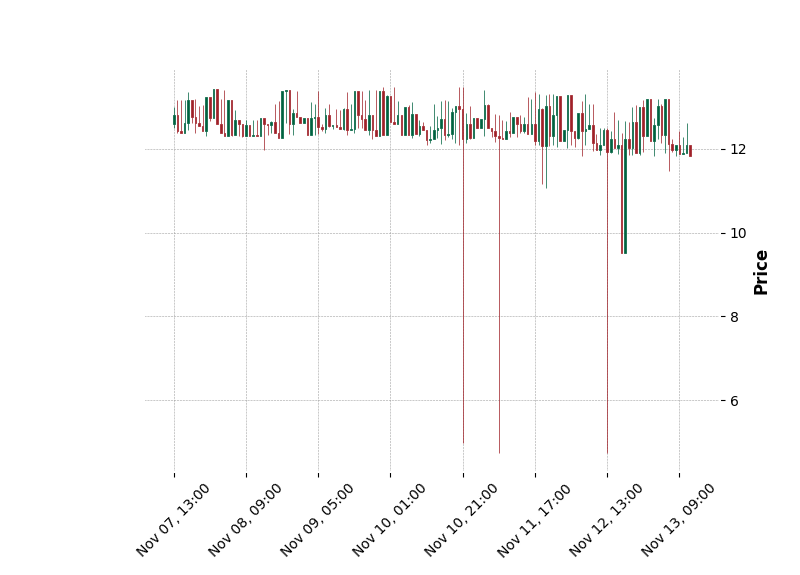 12
10
8
6
Price
Nov 07, 13:00
Nov 08, 09:00
Nov 09, 05:00
Nov 10, 01:00
Nov 10, 21:00
Nov 11, 17:00
Nov 12, 13:00
Nov 13, 09:00